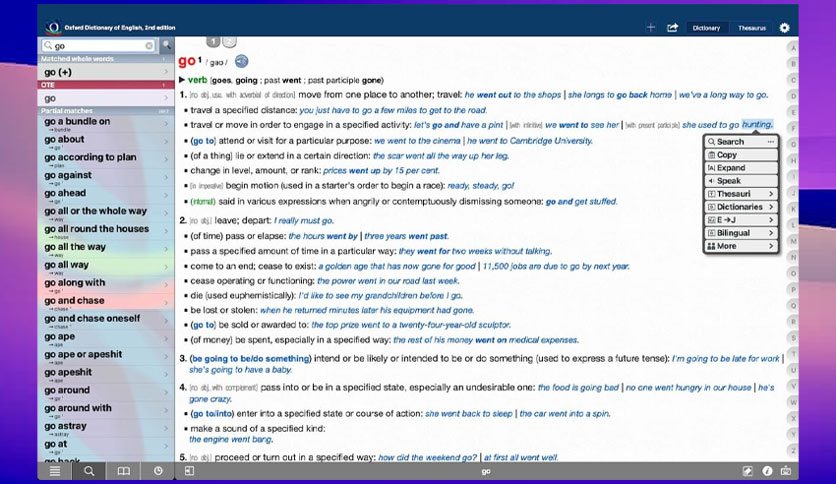 Oxford Dictionary of English, 2nd edition
Dictionary
Thesaurus
go
Matched whole words
go (+)
OTE
go
Partial matches
go a bundle on
→bundle
go about
→go¹
go according to plan
→plan
go against
→go¹
go ahead
→go¹
go all or the whole way
→way
go all round the houses
go all the way
→way
go all way
→way
go along with
→go¹
go and chase
→chase¹
go and chase oneself
→chase¹
go ape
→ape
go ape or apeshit
→ape
go apeshit
→ape
go around
→go¹
go around with
→go¹
go astray
→astray
go at
→go¹
go back
1
go¹ / gəʊ /
▶ verb (goes, going ; past went ; past participle gone)
1. [no obj. usu. with adverbial of direction] move from one place to another; travel: he went out to the shops | she longs to go back home | we've a long way to go.
▪ travel a specified distance: you just have to go a few miles to get to the road.
▪ travel or move in order to engage in a specified activity: let's go and have a pint | [with infinitive] we went to see her | [with present participle] she used to go hunting.
▪ (go to) attend or visit for a particular purpose: we went to the cinema | he went to Cambridge University.
▪ (of a thing) lie or extend in a certain direction: the scar went all the way up her leg.
▪ change in level, amount, or rank: prices went up by 15 per cent.
▪ [in imperative] begin motion (used in a starter's order to begin a race): ready, steady, go!
▪ (informal) said in various expressions when angrily or contemptuously dismissing someone: go and get stuffed.
2. [no obj.] leave; depart: I really must go.
▪ (of time) pass or elapse: the hours went by | three years went past.
▪ pass a specified amount of time in a particular way: they went for two weeks without talking.
▪ come to an end; cease to exist: a golden age that has now gone for good | 11,500 jobs are due to go by next year.
▪ cease operating or functioning: the power went in our road last week.
▪ die (used euphemistically): I'd like to see my grandchildren before I go.
▪ be lost or stolen: when he returned minutes later his equipment had gone.
▪ (go to) be sold or awarded to: the top prize went to a twenty-four-year-old sculptor.
▪ (of money) be spent, especially in a specified way: the rest of his money went on medical expenses.
3. (be going to be/do something) intend or be likely or intended to be or do something (used to express a future tense): I'm going to be late for work |
she's going to have a baby.
4. [no obj. with complement] pass into or be in a specified state, especially an undesirable one: the food is going bad | no one went hungry in our house | he's
gone crazy.
▪ (go to/into) enter into a specified state or course of action: she went back to sleep | the car went into a spin.
▪ make a sound of a specified kind:
the engine went bang.
5. [no obj.] proceed or turn out in a specified way: how did the weekend go? | at first all went well.
Search ...
Copy
Expand
Speak
Thesauri
Dictionaries
E→J
Bilingual
More
A
B
C
D
E
F
G
H
I
J
K
L
M
N
O
P
Q
R
S
T
U
V
W
X
Y
Z
go